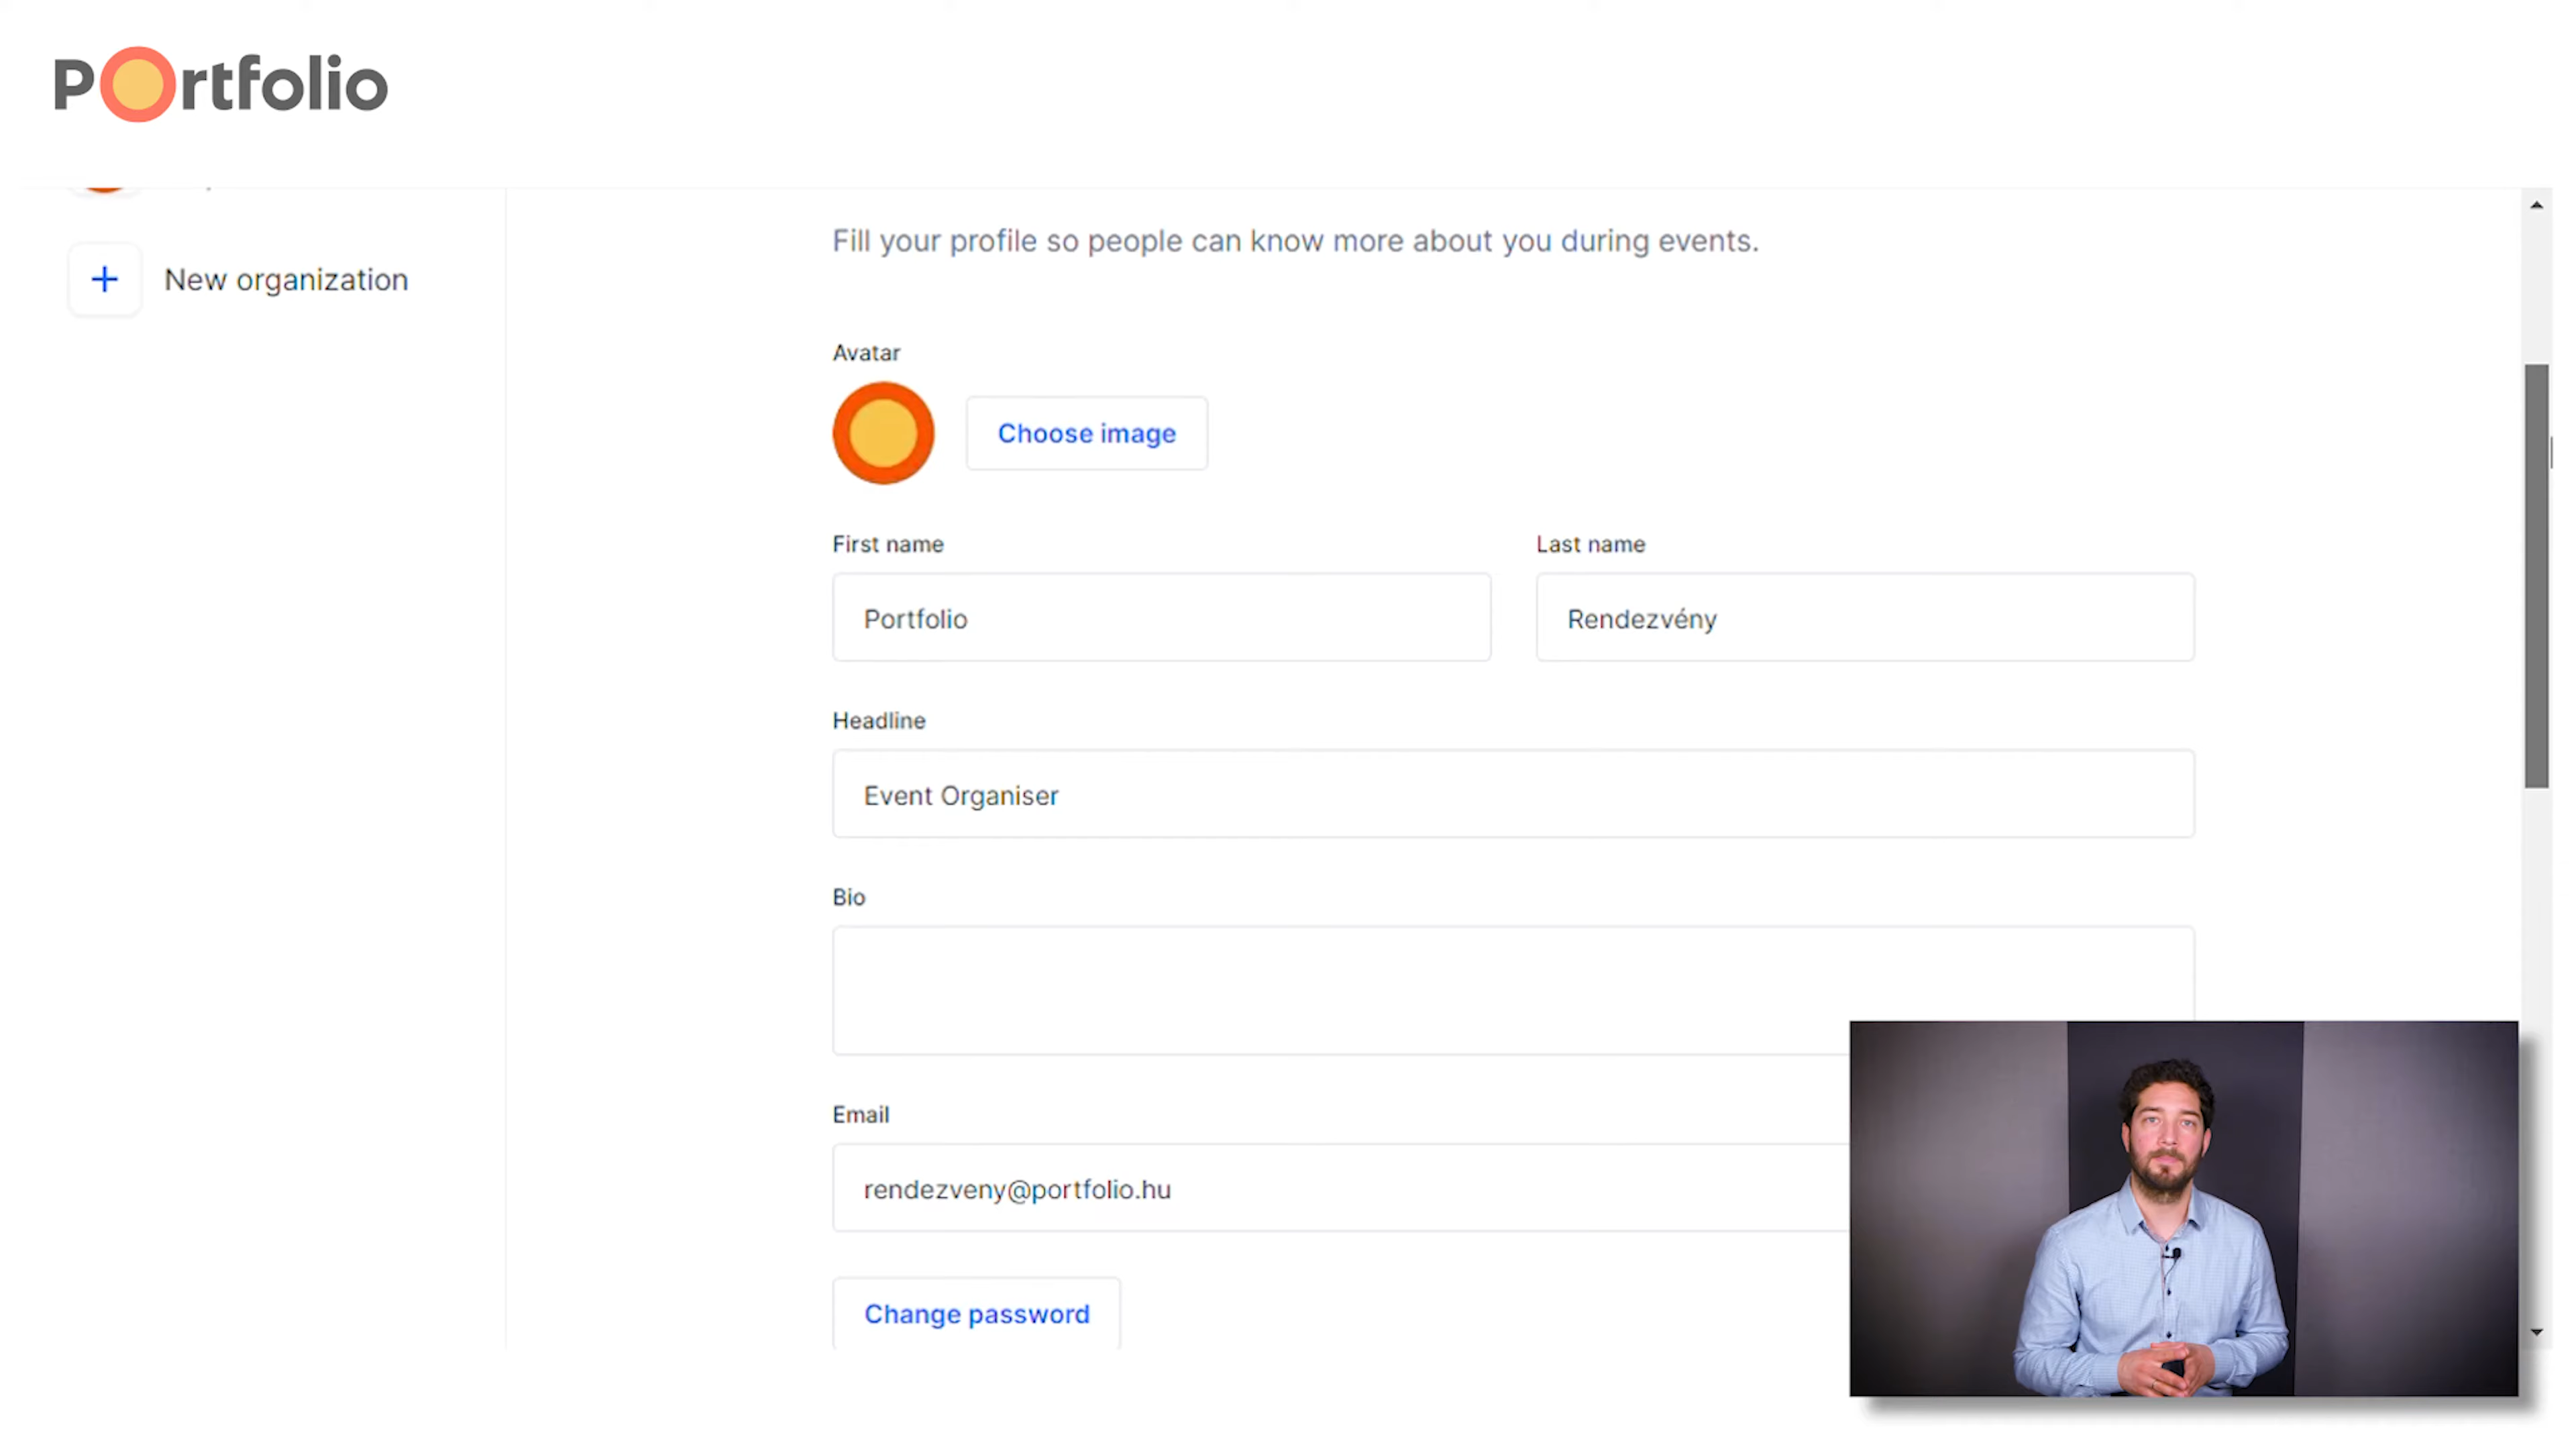 Portfolio
New organization
Fill your profile so people can know more about you during events.
Avatar
Choose image
First name
Last name
Portfolio
Rendezvény
Headline
Event Organiser
Bio
Email
rendezveny@portfolio.hu
Change password